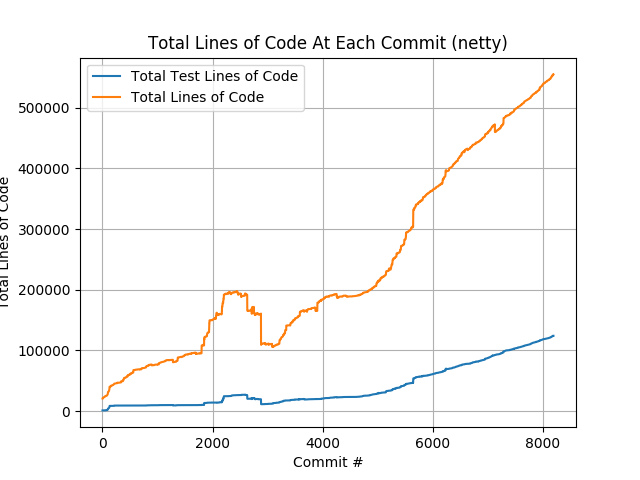 Total Lines of Code At Each Commit (netty)
Total Test Lines of Code
Total Lines of Code
500000
400000
300000
200000
100000
0
Total Lines of Code
0 2000 4000 6000 8000
Commit #